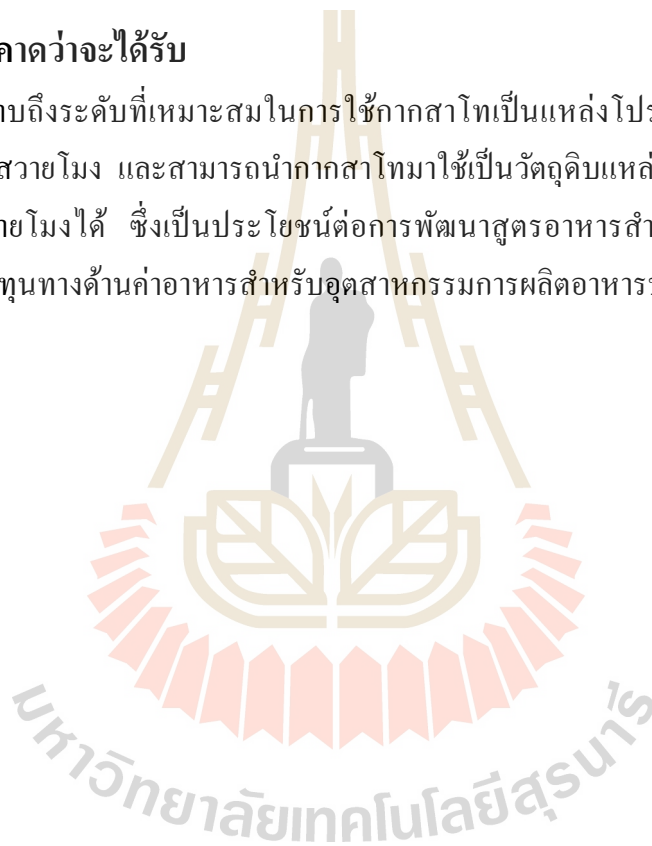 คาดว่าจะได้รับ
าบถึงระดับที่เหมาะสมในการใช้กากสาโทเป็นแหล่งโปร
สวายโมง และสามารถนำกากสาโทมาใช้เป็นวัตถุดิบแหล่
ายโมงได้ ซึ่งเป็นประโยชน์ต่อการพัฒนาสูตรอาหารสำ
ทุนทางด้านค่าอาหารสำหรับอุตสาหกรรมการผลิตอาหาร
มหาวิทยาลัยเทคโนโลยีสุรนารี